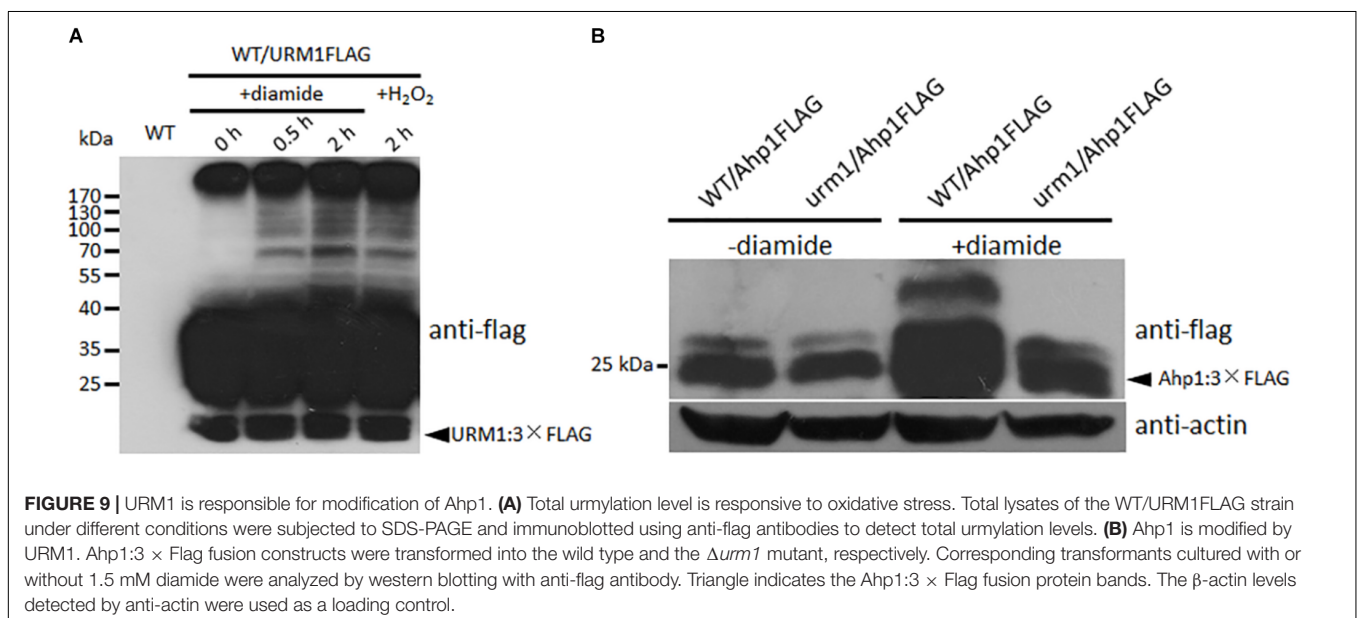 A
WT/URM1FLAG
+diamide +H₂O₂
kDa WT 0 h 0.5 h 2 h 2 h
170
130
100
70
55
40
35
25
anti-flag
URM1:3×FLAG
B
WT/Ahp1FLAG urm1/Ahp1FLAG WT/Ahp1FLAG urm1/Ahp1FLAG
-diamide +diamide
25 kDa
anti-flag
Ahp1:3×FLAG
anti-actin
FIGURE 9 | URM1 is responsible for modification of Ahp1. (A) Total urmylation level is responsive to oxidative stress. Total lysates of the WT/URM1FLAG strain
under different conditions were subjected to SDS-PAGE and immunoblotted using anti-flag antibodies to detect total urmylation levels. (B) Ahp1 is modified by
URM1. Ahp1:3 × Flag fusion constructs were transformed into the wild type and the Δurm1 mutant, respectively. Corresponding transformants cultured with or
without 1.5 mM diamide were analyzed by western blotting with anti-flag antibody. Triangle indicates the Ahp1:3 × Flag fusion protein bands. The β-actin levels
detected by anti-actin were used as a loading control.